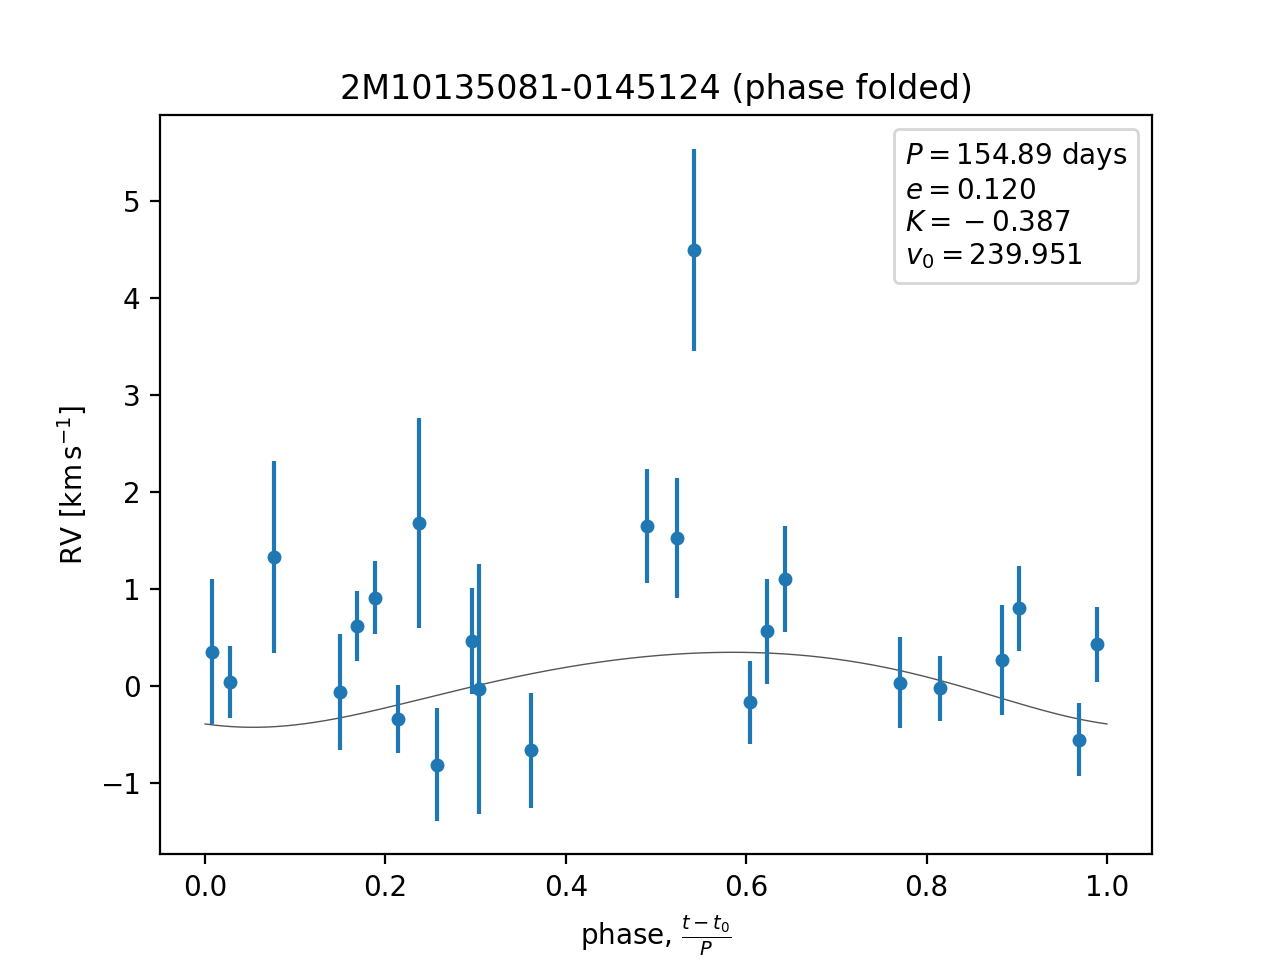 2M10135081-0145124 (phase folded)
P = 154.89 days
e = 0.120
K = −0.387
v₀ = 239.951
RV [km s⁻¹]
5
4
3
2
1
0
−1
0.0 0.2 0.4 0.6 0.8 1.0
phase, (t − t₀)/P